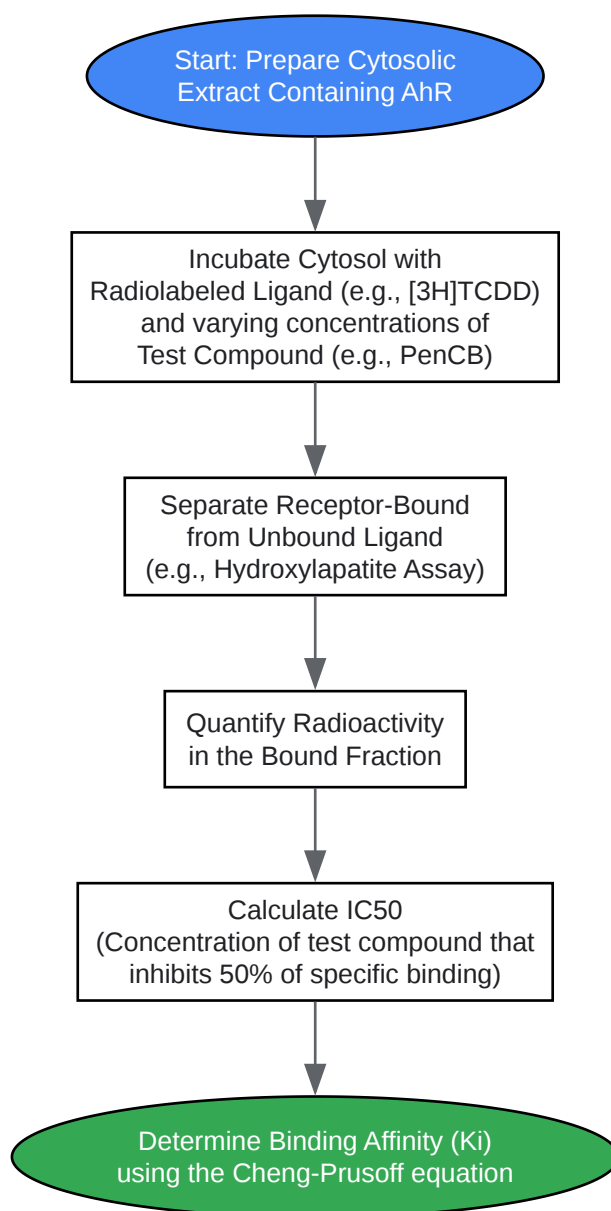 Start: Prepare Cytosolic
Extract Containing AhR
Incubate Cytosol with
Radiolabeled Ligand (e.g., [3H]TCDD)
and varying concentrations of
Test Compound (e.g., PenCB)
Separate Receptor-Bound
from Unbound Ligand
(e.g., Hydroxylapatite Assay)
Quantify Radioactivity
in the Bound Fraction
Calculate IC50
(Concentration of test compound that
inhibits 50% of specific binding)
Determine Binding Affinity (Ki)
using the Cheng-Prusoff equation